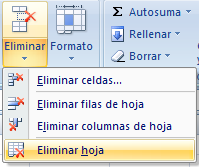 Eliminar
Formato
Σ Autosuma
Rellenar
Borrar
Eliminar celdas...
Eliminar filas de hoja
Eliminar columnas de hoja
Eliminar hoja